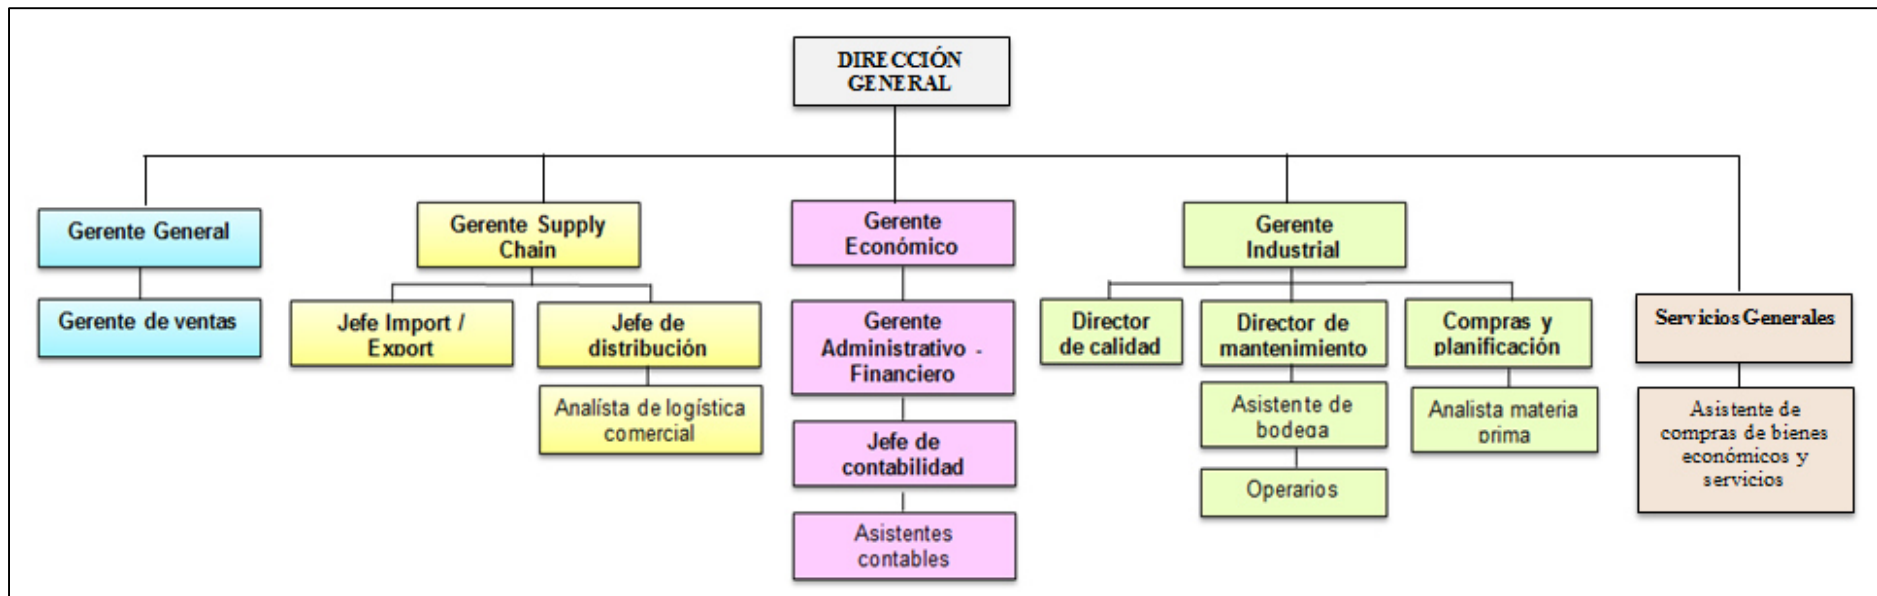 DIRECCIÓN
GENERAL
Gerente General
Gerente de ventas
Gerente Supply
Chain
Jefe Import /
Export
Jefe de
distribución
Analísta de logística
comercial
Gerente
Económico
Gerente
Administrativo -
Financiero
Jefe de
contabilidad
Asistentes
contables
Gerente
Industrial
Director
de calidad
Director de
mantenimiento
Asistente de
bodega
Operarios
Compras y
planificación
Analista materia
prima
Servicios Generales
Asistente de
compras de bienes
económicos y
servicios